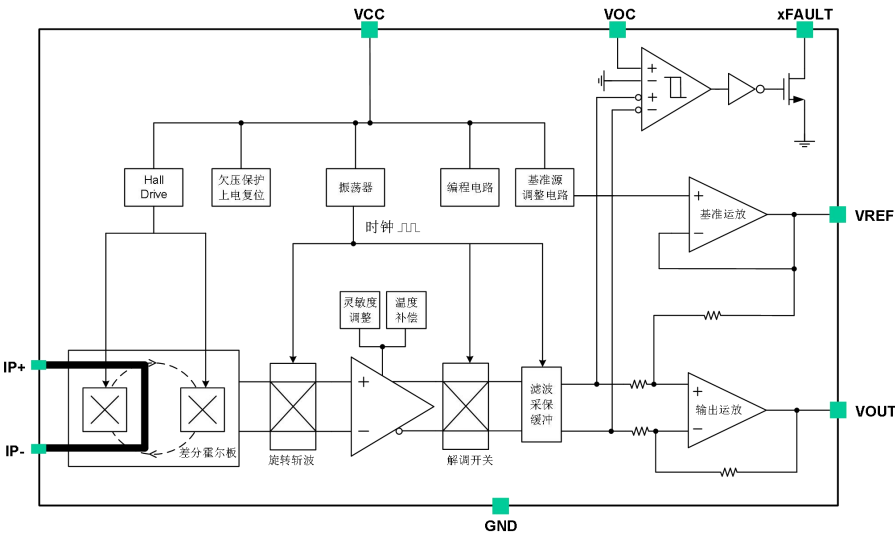 VCC
VOC
xFAULT
Hall
Drive
欠压保护
上电复位
振荡器
编程电路
基准源
调整电路
基准运放
VREF
时钟
灵敏度
调整
温度
补偿
IP+
IP-
差分霍尔板
旋转斩波
解调开关
滤波
采保
缓冲
输出运放
VOUT
GND